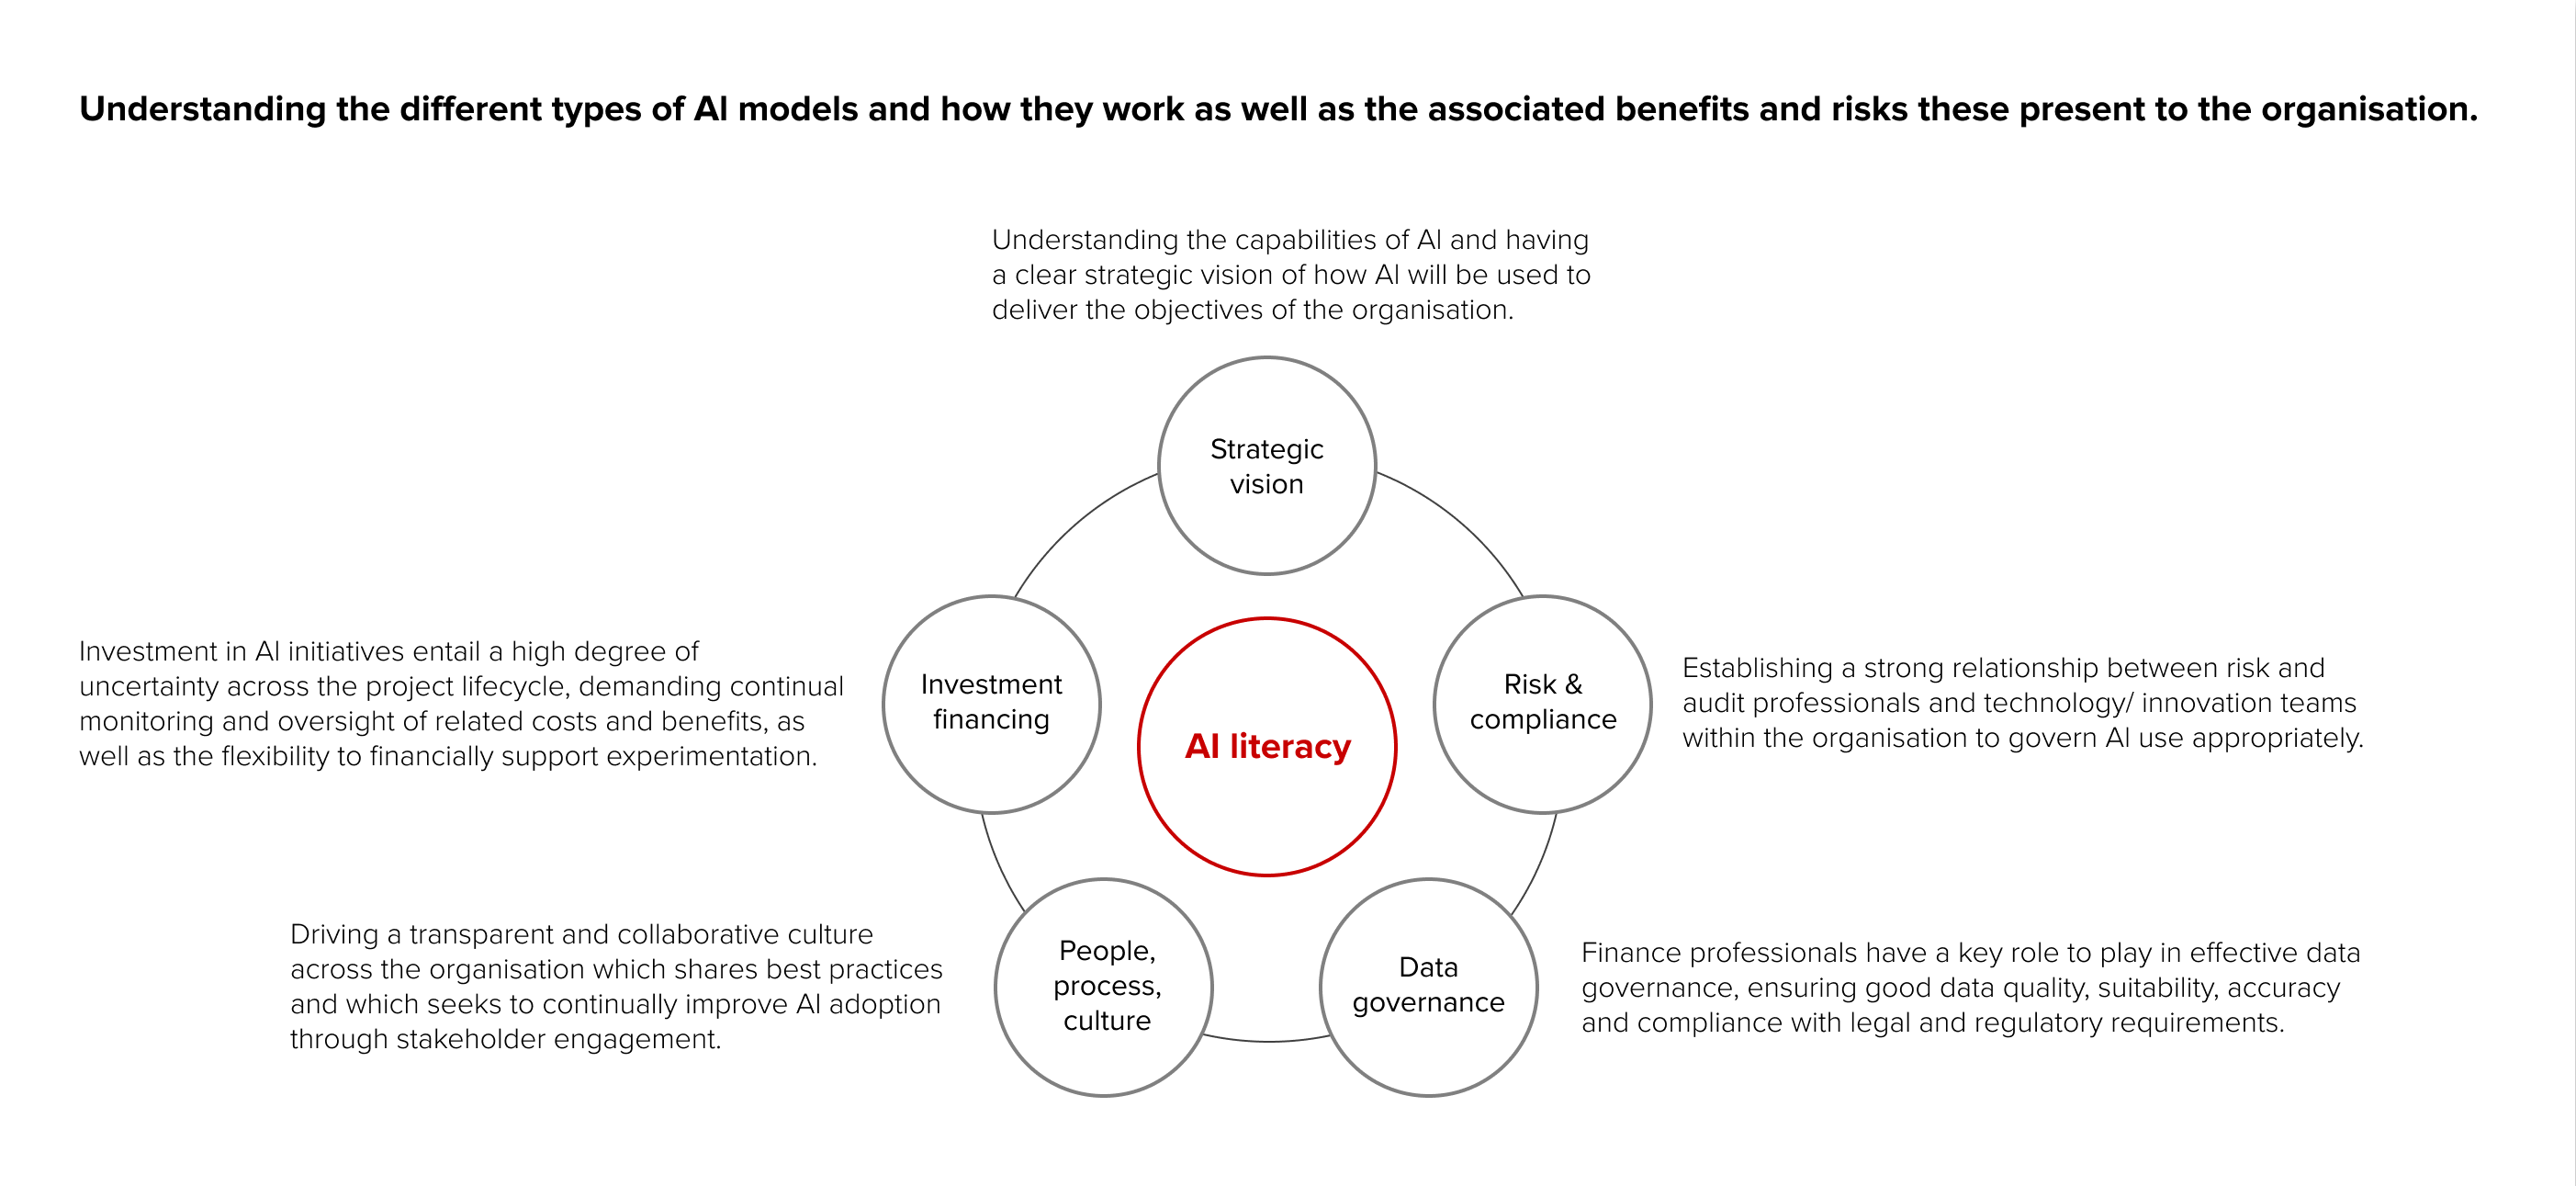 Understanding the different types of AI models and how they work as well as the associated benefits and risks these present to the organisation.
Understanding the capabilities of AI and having
a clear strategic vision of how AI will be used to
deliver the objectives of the organisation.
Strategic
vision
Investment in AI initiatives entail a high degree of
uncertainty across the project lifecycle, demanding continual
monitoring and oversight of related costs and benefits, as
well as the flexibility to financially support experimentation.
Investment
financing
AI literacy
Risk &
compliance
Establishing a strong relationship between risk and
audit professionals and technology/ innovation teams
within the organisation to govern AI use appropriately.
Driving a transparent and collaborative culture
across the organisation which shares best practices
and which seeks to continually improve AI adoption
through stakeholder engagement.
People,
process,
culture
Data
governance
Finance professionals have a key role to play in effective data
governance, ensuring good data quality, suitability, accuracy
and compliance with legal and regulatory requirements.